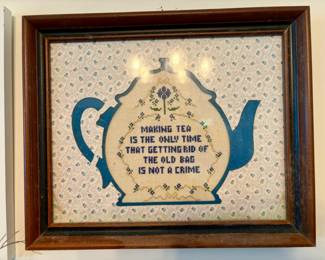 MAKING TEA
IS THE ONLY TIME
THAT GETTING RID OF
THE OLD BAG
IS NOT A CRIME